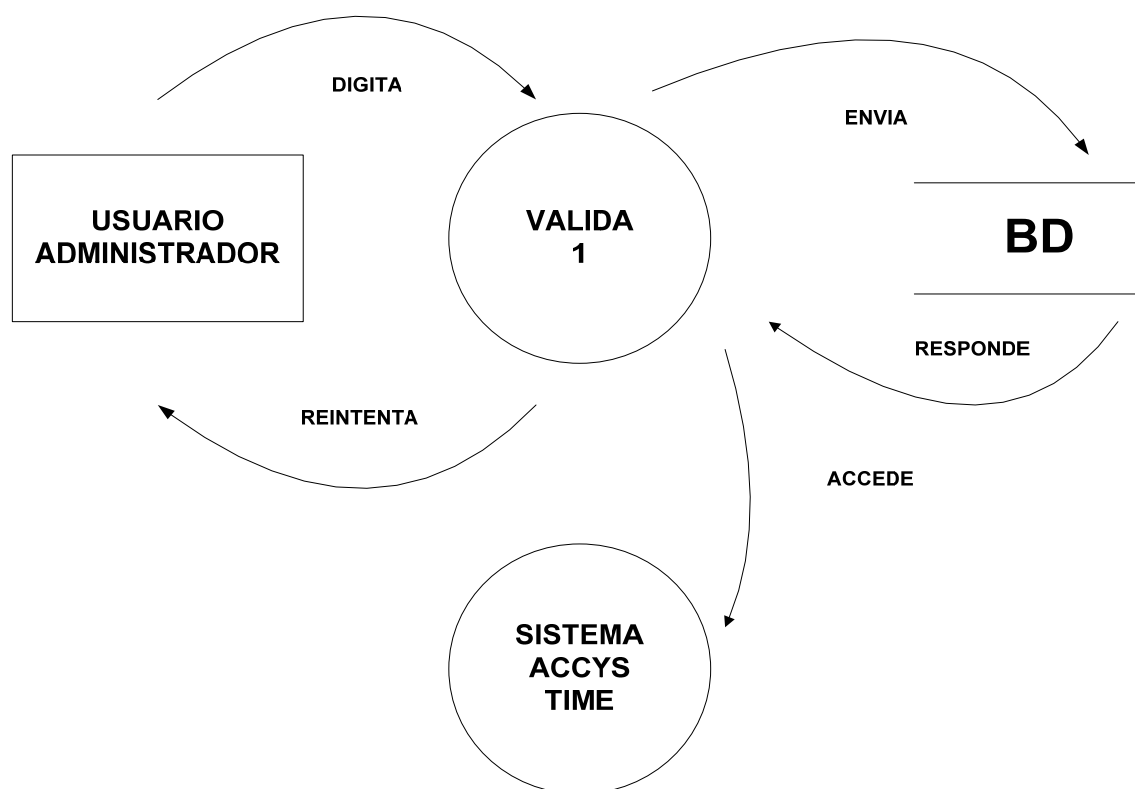 DIGITA
ENVIA
USUARIO
ADMINISTRADOR
VALIDA
1
BD
RESPONDE
REINTENTA
ACCEDE
SISTEMA
ACCYS
TIME